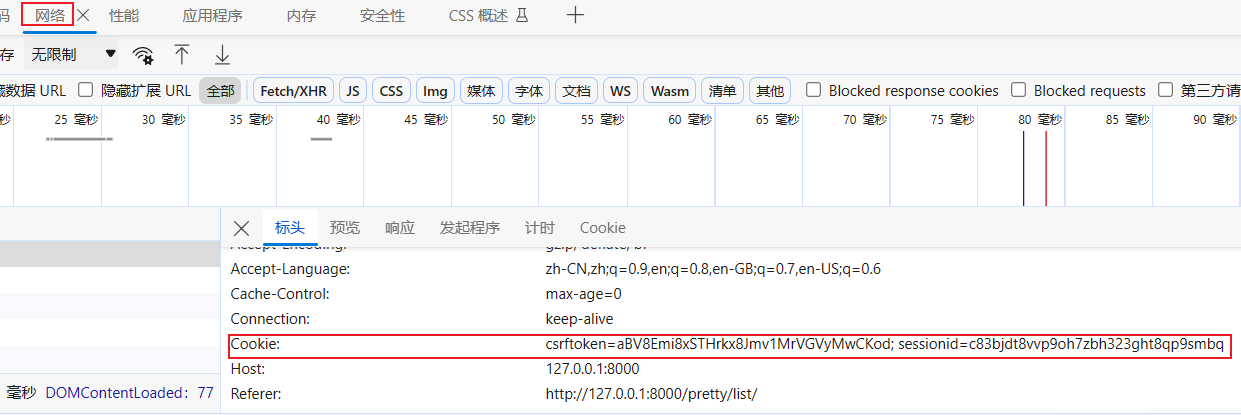 码 网络 性能 应用程序 内存 安全性 CSS 概述
存 无限制
藏数据 URL 隐藏扩展 URL 全部 Fetch/XHR JS CSS Img 媒体 字体 文档 WS Wasm 清单 其他 Blocked response cookies Blocked requests 第三方请
秒 25 毫秒 30 毫秒 35 毫秒 40 毫秒 45 毫秒 50 毫秒 55 毫秒 60 毫秒 65 毫秒 70 毫秒 75 毫秒 80 毫秒 85 毫秒 90 毫秒
标头 预览 响应 发起程序 计时 Cookie
Accept-Encoding: gzip, deflate, br
Accept-Language: zh-CN,zh;q=0.9,en;q=0.8,en-GB;q=0.7,en-US;q=0.6
Cache-Control: max-age=0
Connection: keep-alive
Cookie: csrftoken=aBV8Emi8xSTHrkx8Jmv1MrVGVyMwCKod; sessionid=c83bjdt8vvp9oh7zbh323ght8qp9smbq
Host: 127.0.0.1:8000
毫秒 DOMContentLoaded: 77 Referer: http://127.0.0.1:8000/pretty/list/